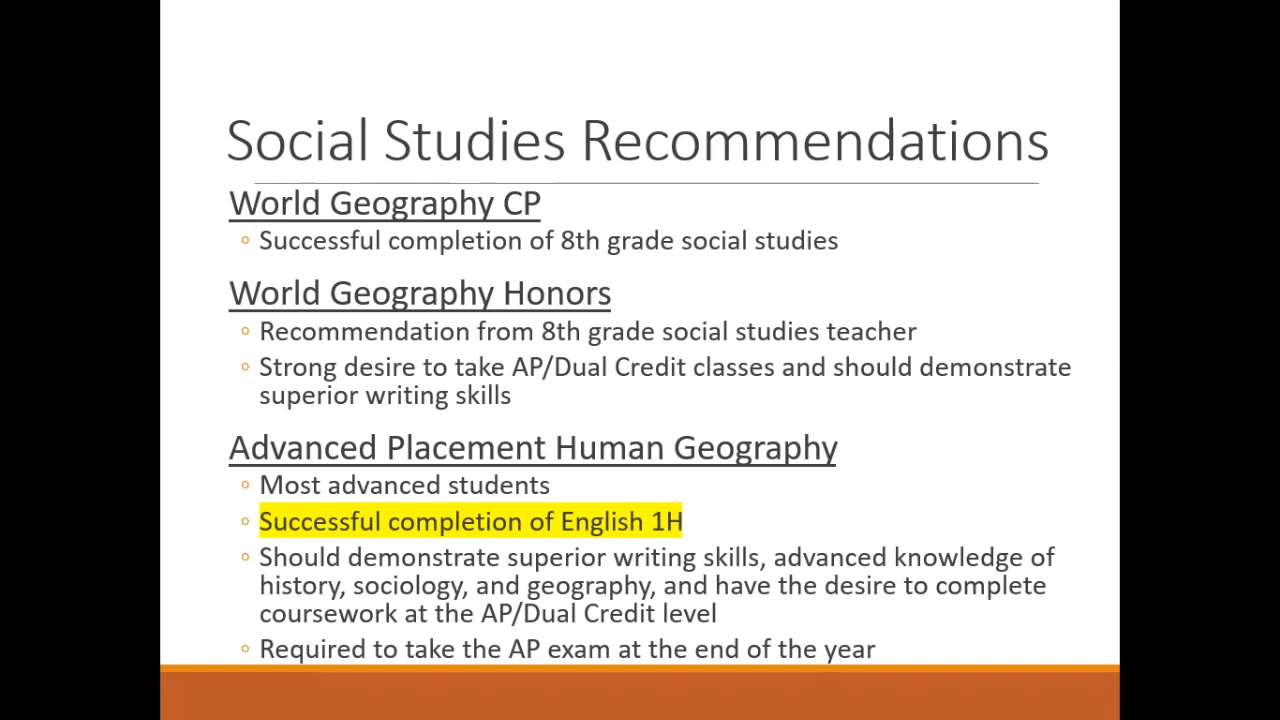 Social Studies Recommendations
World Geography CP
◦ Successful completion of 8th grade social studies
World Geography Honors
◦ Recommendation from 8th grade social studies teacher
◦ Strong desire to take AP/Dual Credit classes and should demonstrate
superior writing skills
Advanced Placement Human Geography
◦ Most advanced students
◦ Successful completion of English 1H
◦ Should demonstrate superior writing skills, advanced knowledge of
history, sociology, and geography, and have the desire to complete
coursework at the AP/Dual Credit level
◦ Required to take the AP exam at the end of the year